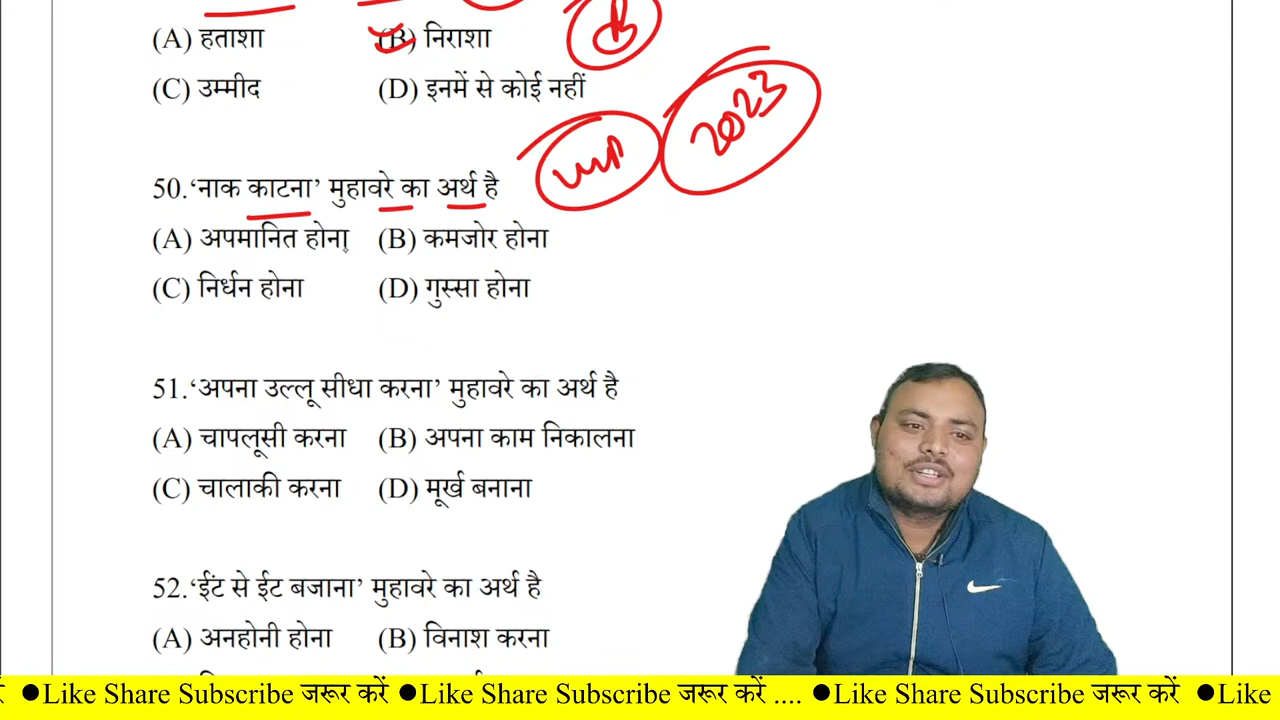 (A) हताशा (B) निराशा B
(C) उम्मीद (D) इनमें से कोई नहीं
2023
50.‘नाक काटना’ मुहावरे का अर्थ है
(A) अपमानित होना (B) कमजोर होना
(C) निर्धन होना (D) गुस्सा होना
51.‘अपना उल्लू सीधा करना’ मुहावरे का अर्थ है
(A) चापलूसी करना (B) अपना काम निकालना
(C) चालाकी करना (D) मूर्ख बनाना
52.‘ईंट से ईट बजाना’ मुहावरे का अर्थ है
(A) अनहोनी होना (B) विनाश करना
●Like Share Subscribe जरूर करें ●Like Share Subscribe जरूर करें .... ●Like Share Subscribe जरूर करें ●Like